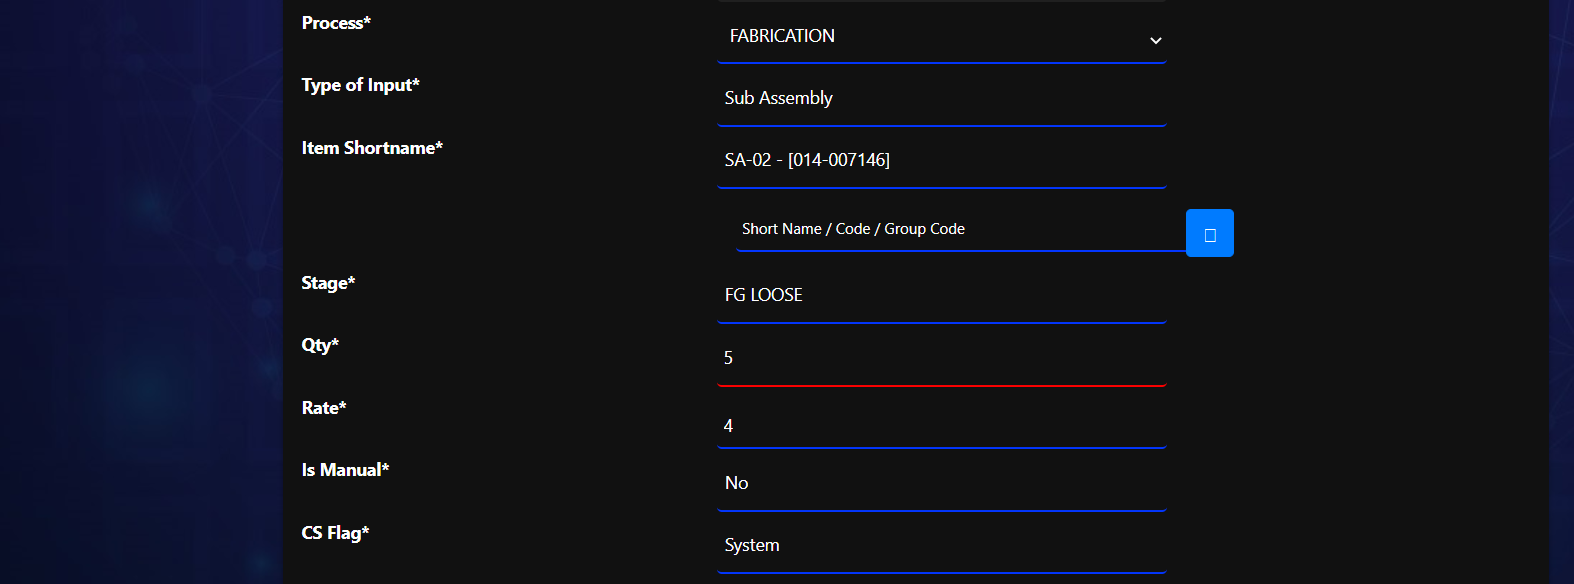 Process*
FABRICATION
Type of Input*
Sub Assembly
Item Shortname*
SA-02 - [014-007146]
Short Name / Code / Group Code
Stage*
FG LOOSE
Qty*
5
Rate*
4
Is Manual*
No
CS Flag*
System